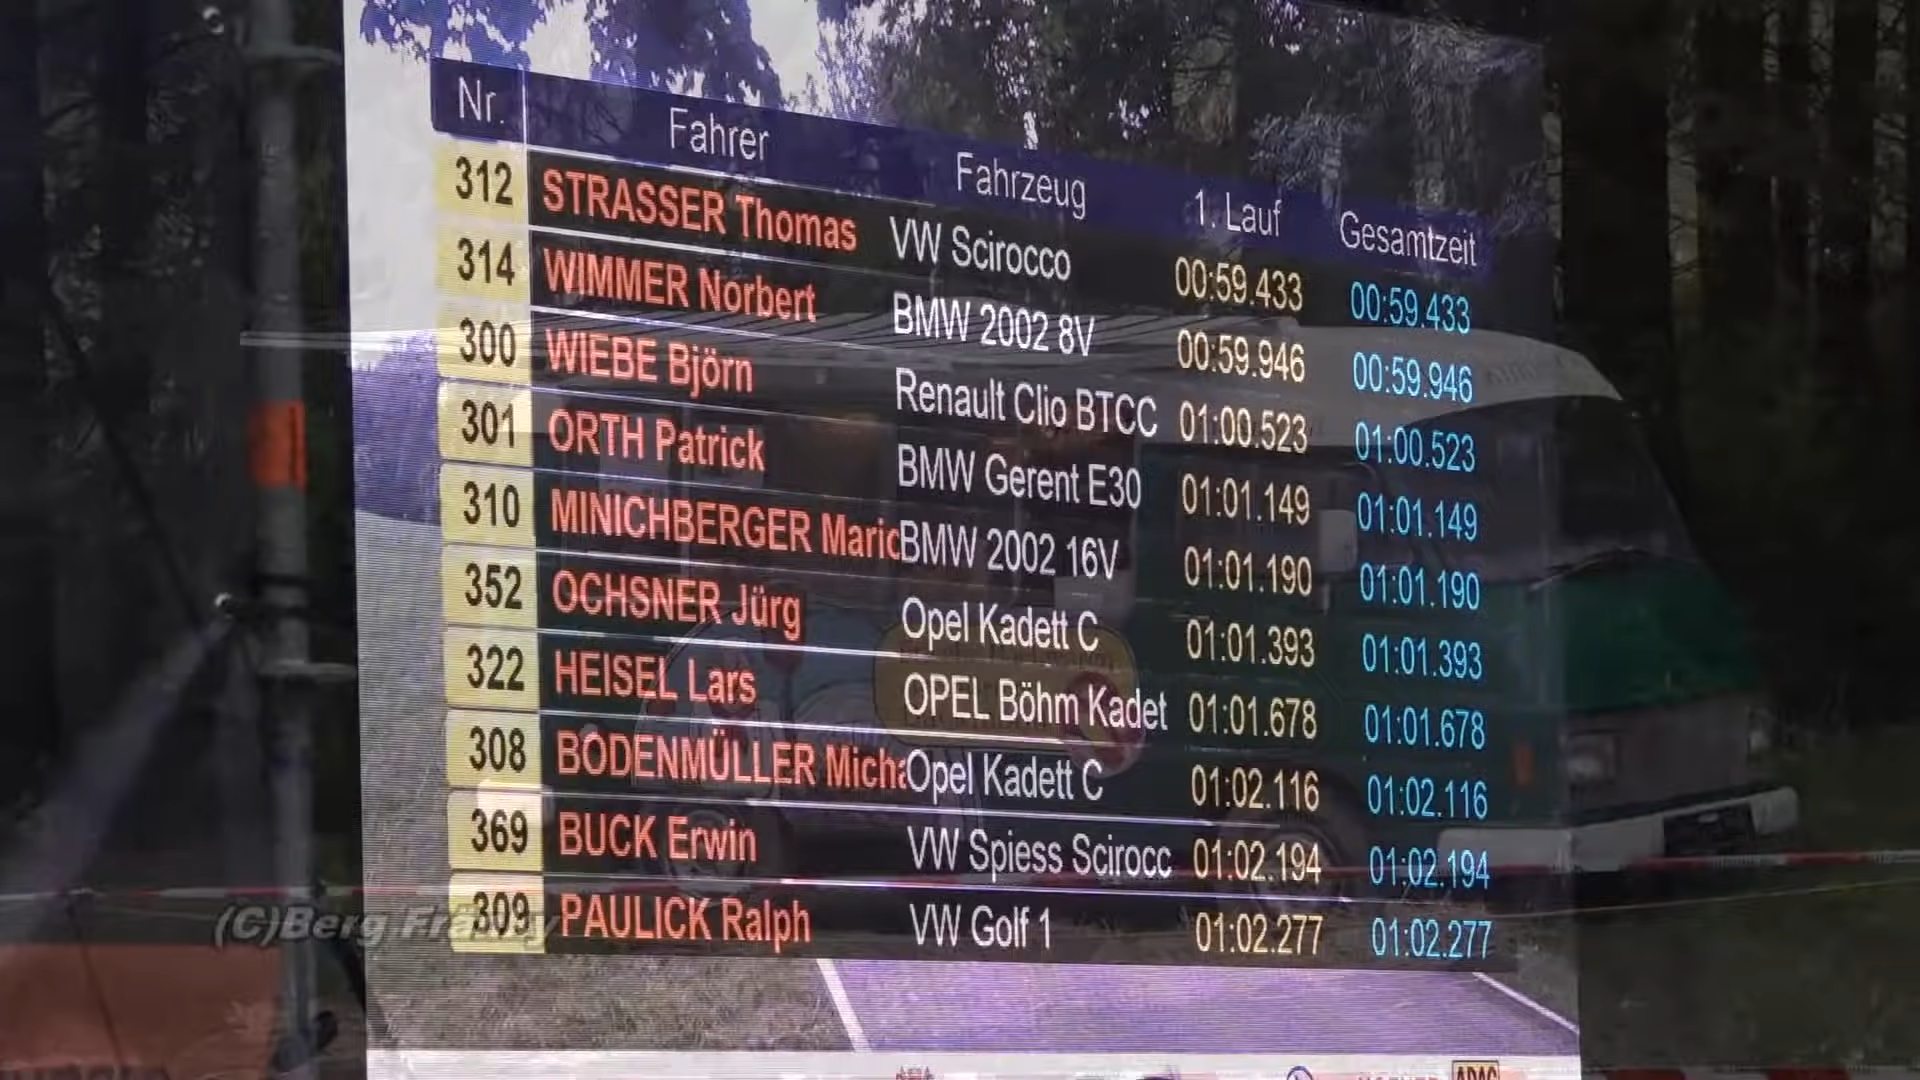 Nr. Fahrer Fahrzeug 1. Lauf Gesamtzeit
312 STRASSER Thomas VW Scirocco 00:59.433 00:59.433
314 WIMMER Norbert BMW 2002 8V 00:59.946 00:59.946
300 WIEBE Björn Renault Clio BTCC 01:00.523 01:00.523
301 ORTH Patrick BMW Gerent E30 01:01.149 01:01.149
310 MINICHBERGER Maric BMW 2002 16V 01:01.190 01:01.190
352 OCHSNER Jürg Opel Kadett C 01:01.393 01:01.393
322 HEISEL Lars OPEL Böhm Kadet 01:01.678 01:01.678
308 BODENMÜLLER Micha Opel Kadett C 01:02.116 01:02.116
369 BUCK Erwin VW Spiess Scirocc 01:02.194 01:02.194
309 PAULICK Ralph VW Golf 1 01:02.277 01:02.277
(C)Berg Franky
ADAC